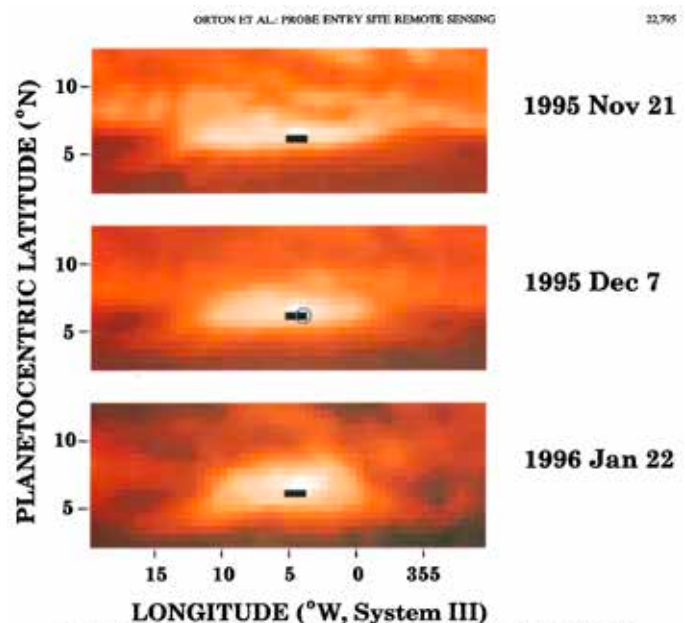 ORTON ET AL.: PROBE ENTRY SITE REMOTE SENSING 22,795
PLANETOCENTRIC LATITUDE (°N)
10
5
1995 Nov 21
10
5
1995 Dec 7
10
5
1996 Jan 22
15 10 5 0 355
LONGITUDE (°W, System III)